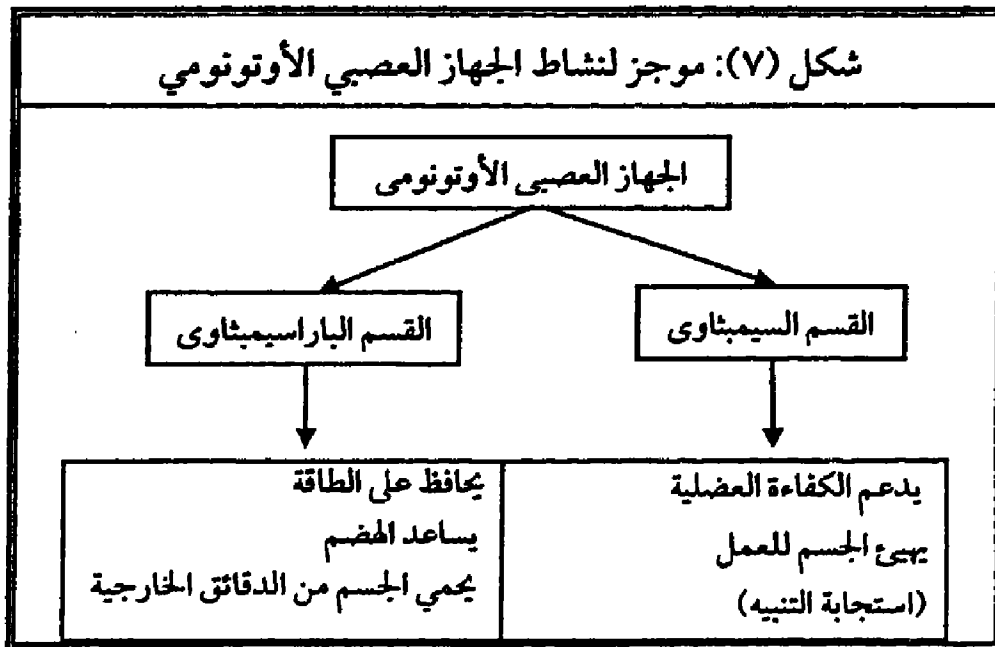 شكل (٧): موجز لنشاط الجهاز العصبي الأوتونومي
الجهاز العصبى الأوتونومى
القسم السيمبثاوى
القسم الباراسيمبثاوى
يدعم الكفاءة العضلية
يهيئ الجسم للعمل
(استجابة التنبيه)
يحافظ على الطاقة
يساعد الهضم
يحمي الجسم من الدقائق الخارجية